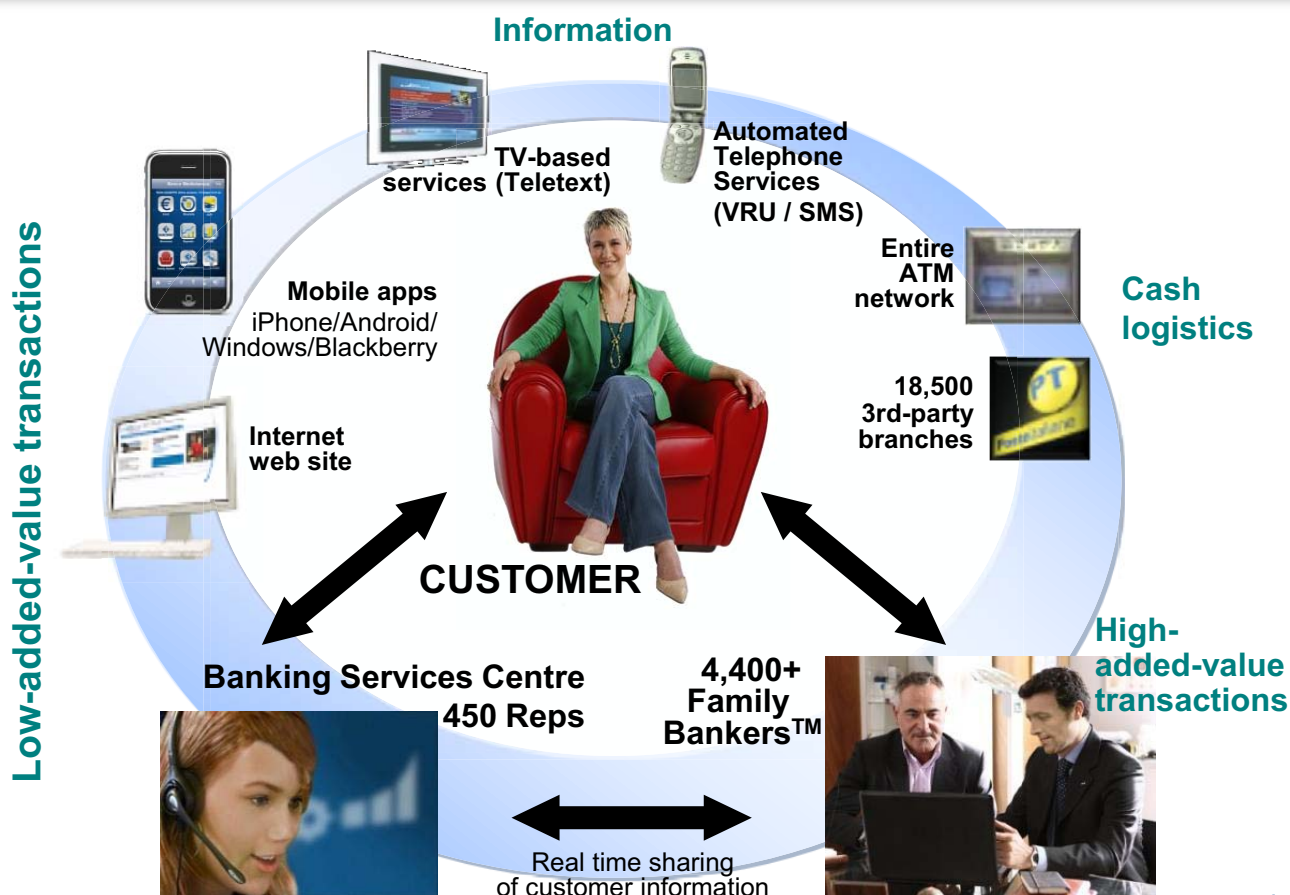 Information
TV-based
services (Teletext)
Automated
Telephone
Services
(VRU / SMS)
Entire
ATM
network
Cash
logistics
Low-added-value transactions
Mobile apps
iPhone/Android/
Windows/Blackberry
18,500
3rd-party
branches
PT
Posteitaliane
Internet
web site
CUSTOMER
High-
added-value
transactions
Banking Services Centre
450 Reps
4,400+
Family
Bankers™
Real time sharing
of customer information